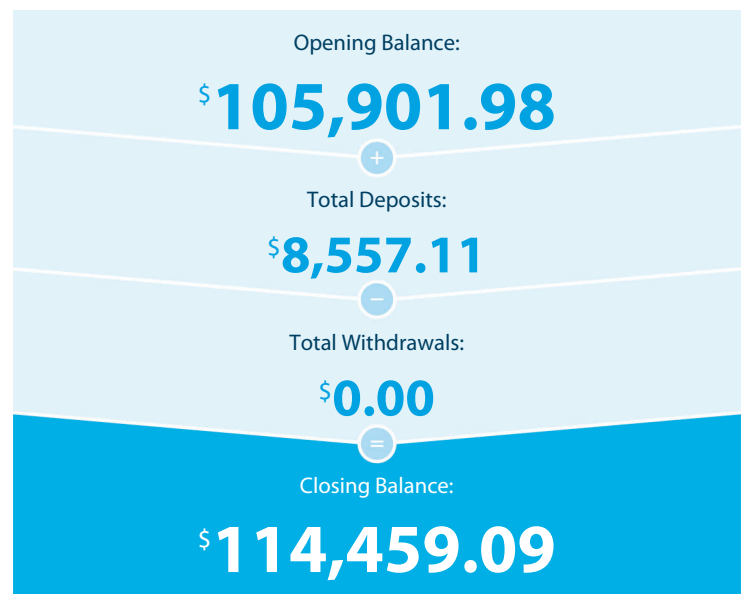 Opening Balance:
$105,901.98
+
Total Deposits:
$8,557.11
−
Total Withdrawals:
$0.00
=
Closing Balance:
$114,459.09